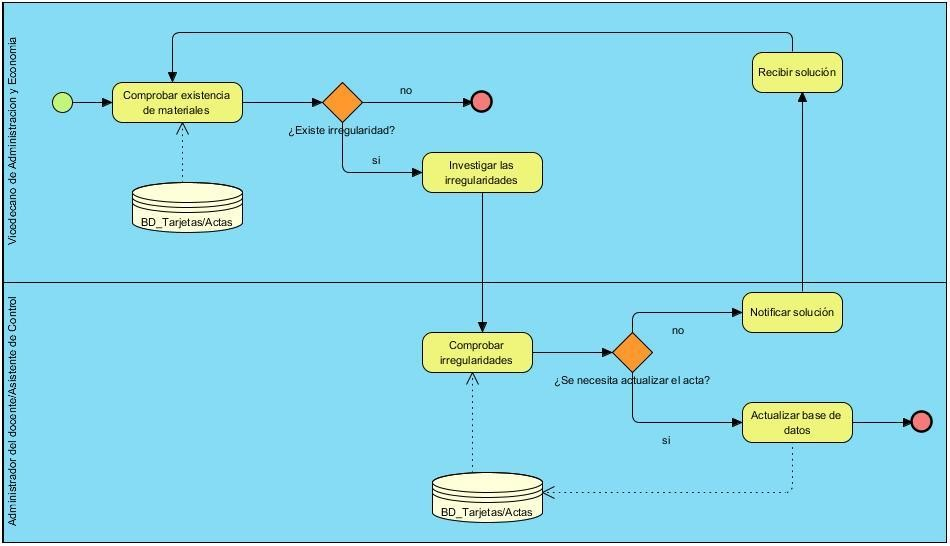 Vicedecano de Administracion y Economia
Recibir solución
Comprobar existencia
de materiales
no
¿Existe irregularidad?
si
Investigar las
irregularidades
BD_Tarjetas/Actas
Administrador del docente/Asistente de Control
Notificar solución
no
Comprobar
irregularidades
¿Se necesita actualizar el acta?
Actualizar base de
datos
si
BD_Tarjetas/Actas